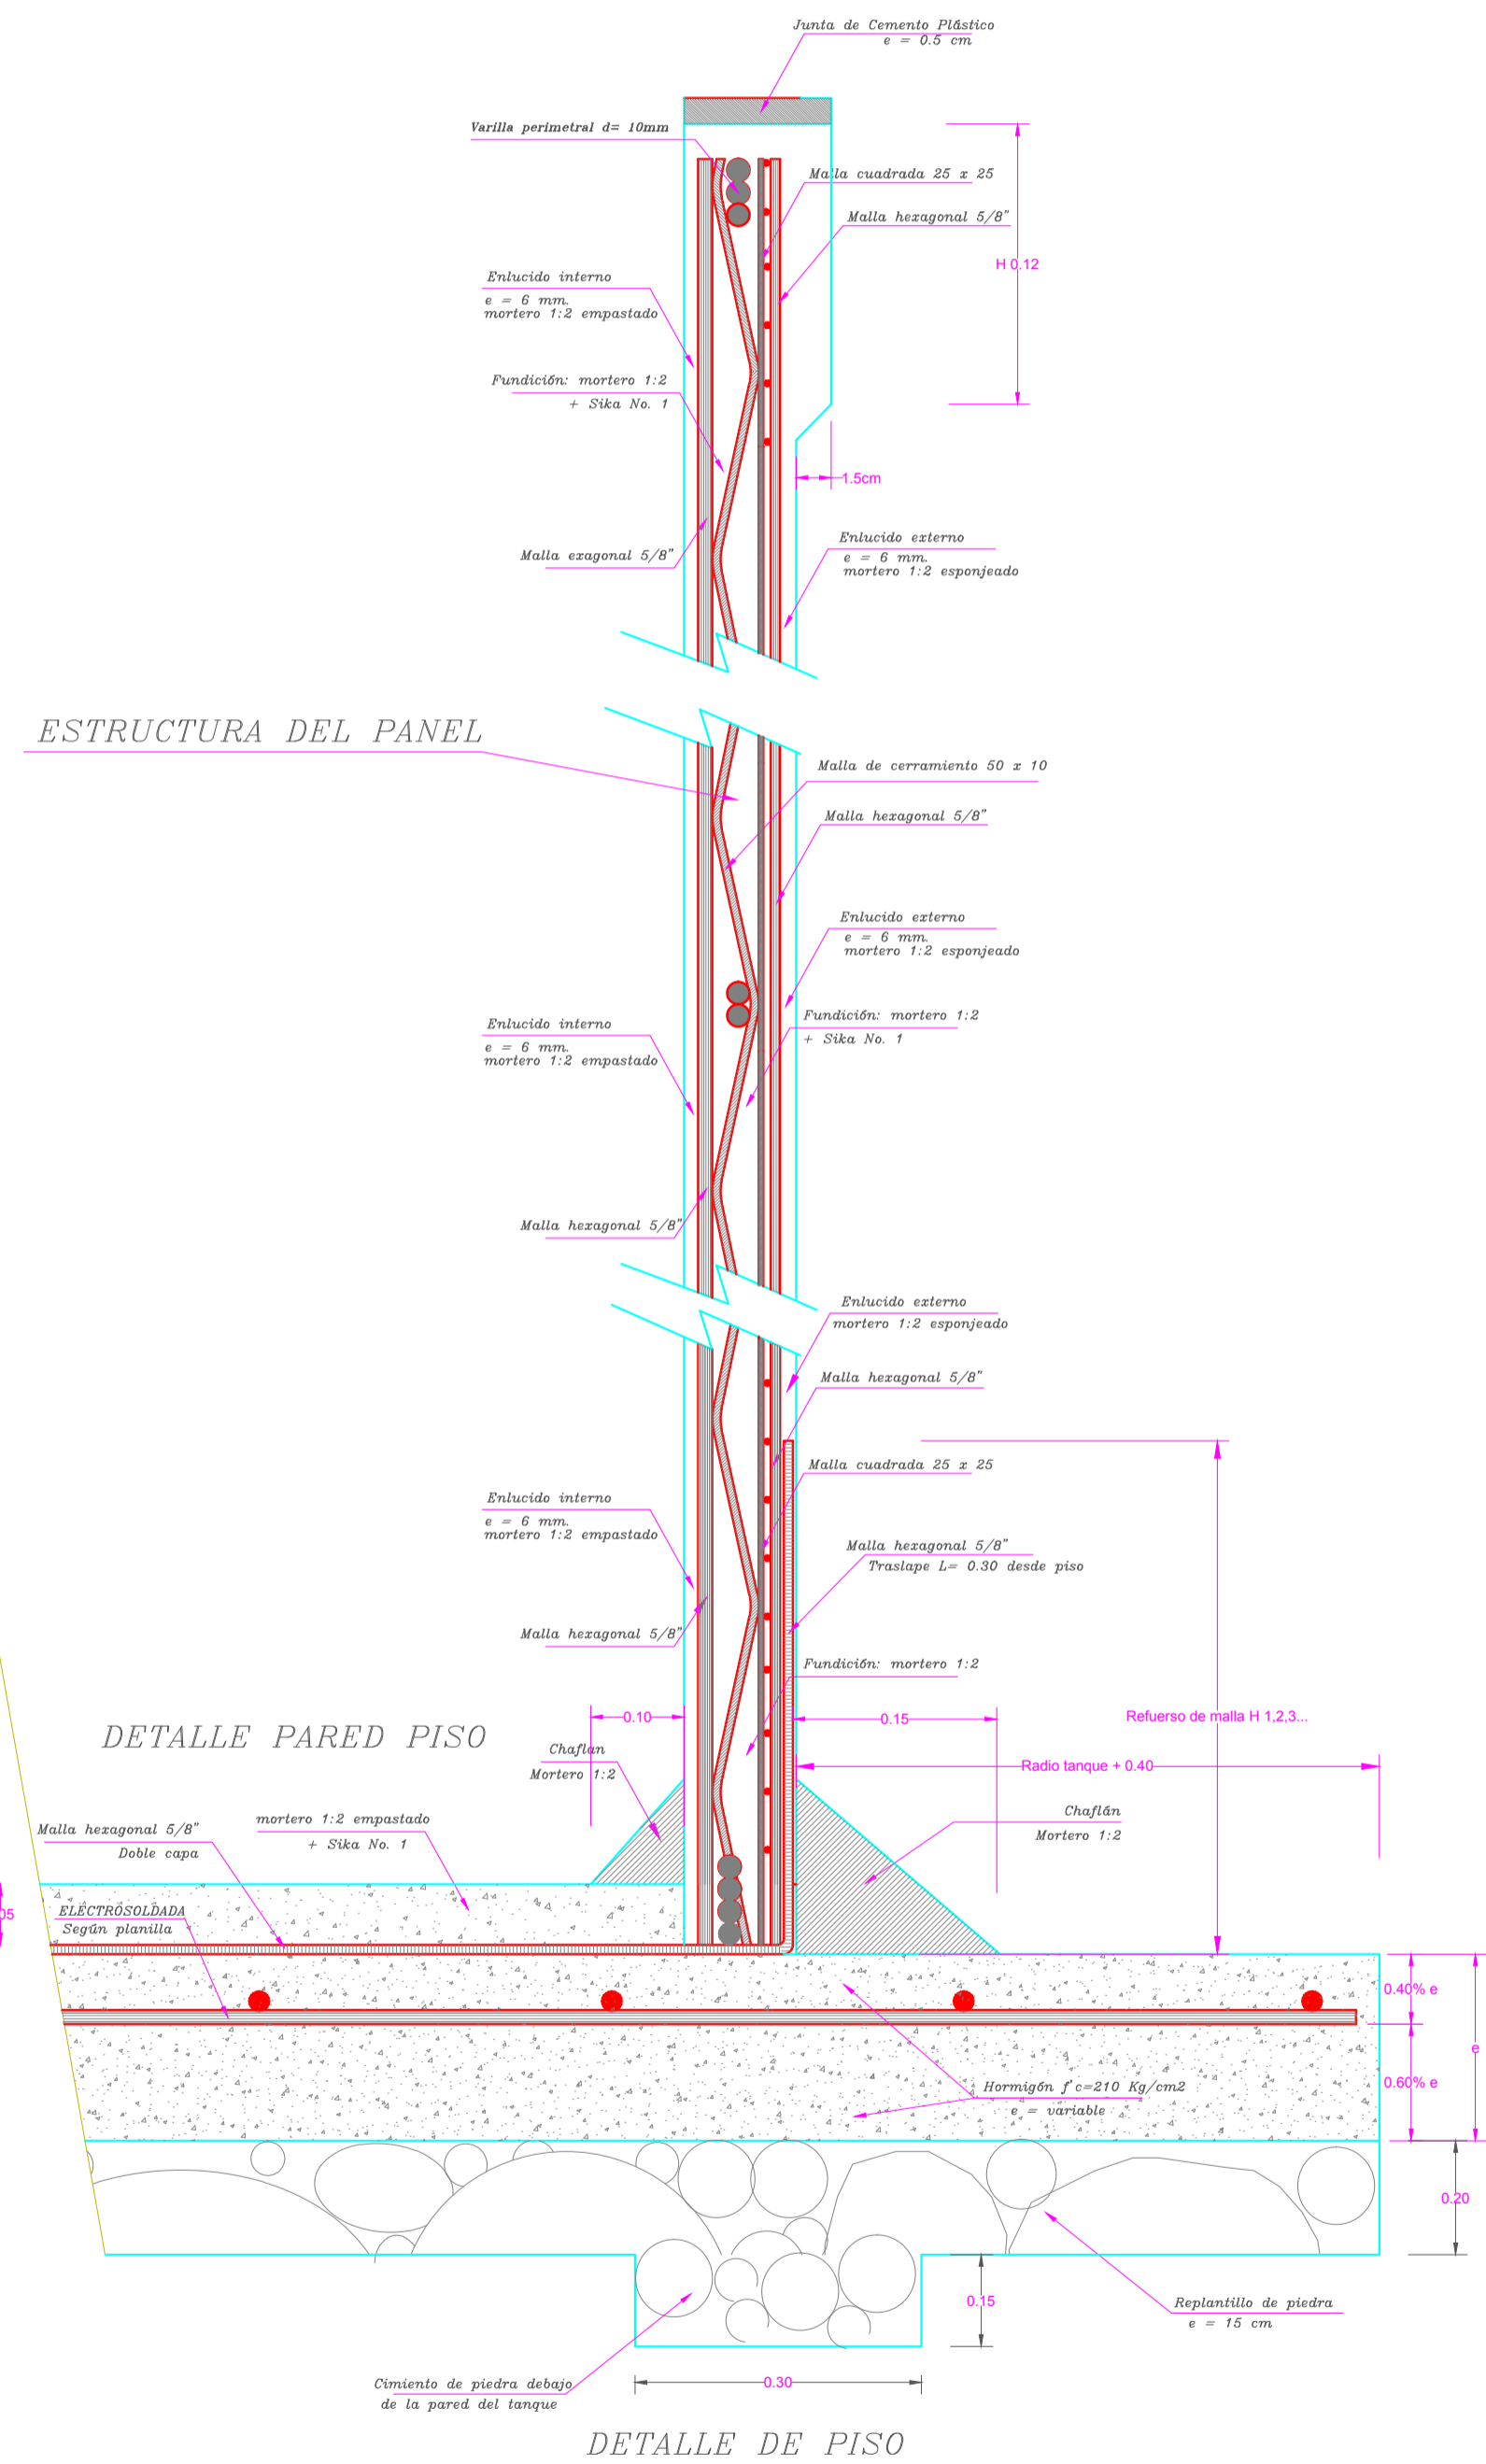 Junta de Cemento Plástico
e = 0.5 cm
Varilla perimetral d= 10mm
Malla cuadrada 25 x 25
Malla hexagonal 5/8"
H 0.12
Enlucido interno
e = 6 mm.
mortero 1:2 empastado
Fundición: mortero 1:2
+ Sika No. 1
1.5cm
Malla exagonal 5/8"
Enlucido externo
e = 6 mm.
mortero 1:2 esponjeado
ESTRUCTURA DEL PANEL
Malla de cerramiento 50 x 10
Malla hexagonal 5/8"
Enlucido externo
e = 6 mm.
mortero 1:2 esponjeado
Enlucido interno
e = 6 mm.
mortero 1:2 empastado
Fundición: mortero 1:2
+ Sika No. 1
Malla hexagonal 5/8"
Enlucido externo
mortero 1:2 esponjeado
Malla hexagonal 5/8"
Malla cuadrada 25 x 25
Enlucido interno
e = 6 mm.
mortero 1:2 empastado
Malla hexagonal 5/8"
Traslape L= 0.30 desde piso
Malla hexagonal 5/8"
Fundición: mortero 1:2
0.10
0.15
Refuerso de malla H 1,2,3...
DETALLE PARED PISO
Chaflan
Mortero 1:2
Radio tanque + 0.40
Chaflán
Mortero 1:2
mortero 1:2 empastado
+ Sika No. 1
Malla hexagonal 5/8"
Doble capa
ELECTROSOLDADA
Según planilla
05
0.40% e
e
0.60% e
Hormigón f'c=210 Kg/cm2
e = variable
0.20
0.15
Replantillo de piedra
e = 15 cm
0.30
Cimiento de piedra debajo
de la pared del tanque
DETALLE DE PISO